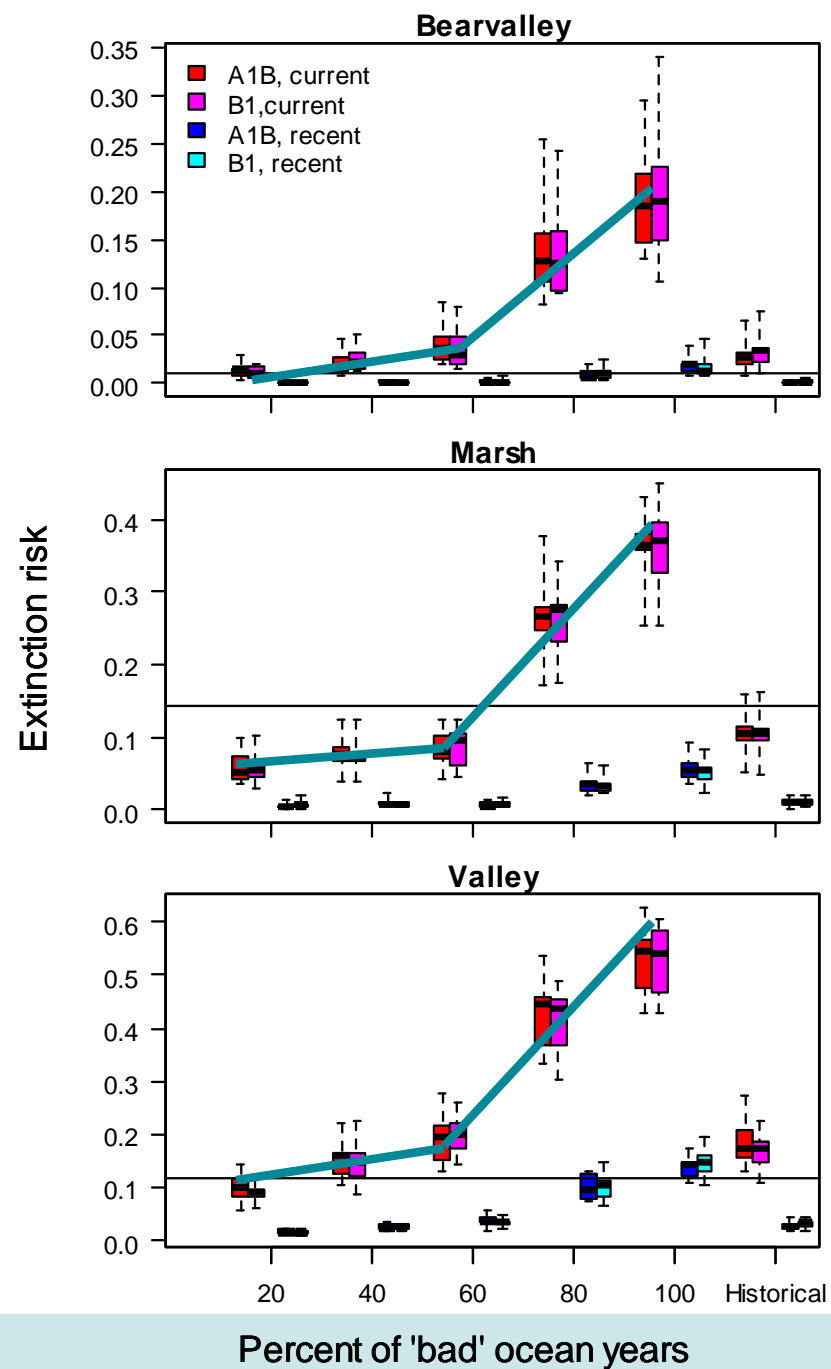 Bearvalley
0.35
0.30
0.25
0.20
0.15
0.10
0.05
0.00
A1B, current
B1,current
A1B, recent
B1, recent
Marsh
0.4
0.3
0.2
0.1
0.0
Extinction risk
Valley
0.6
0.5
0.4
0.3
0.2
0.1
0.0
20 40 60 80 100 Historical
Percent of 'bad' ocean years